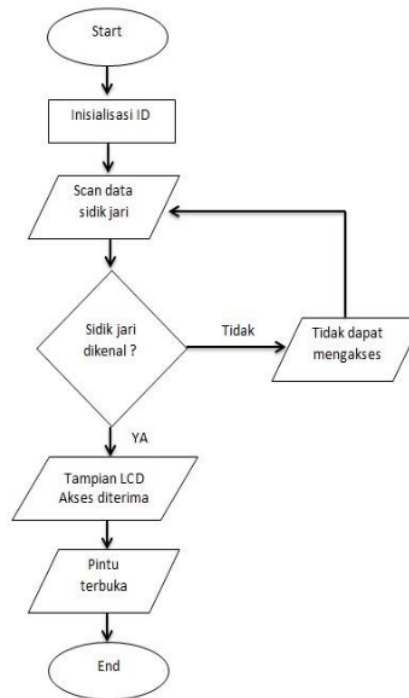 Start
Inisialisasi ID
Scan data
sidik jari
Sidik jari
dikenal ?
Tidak
Tidak dapat
mengakses
YA
Tampian LCD
Akses diterima
Pintu
terbuka
End